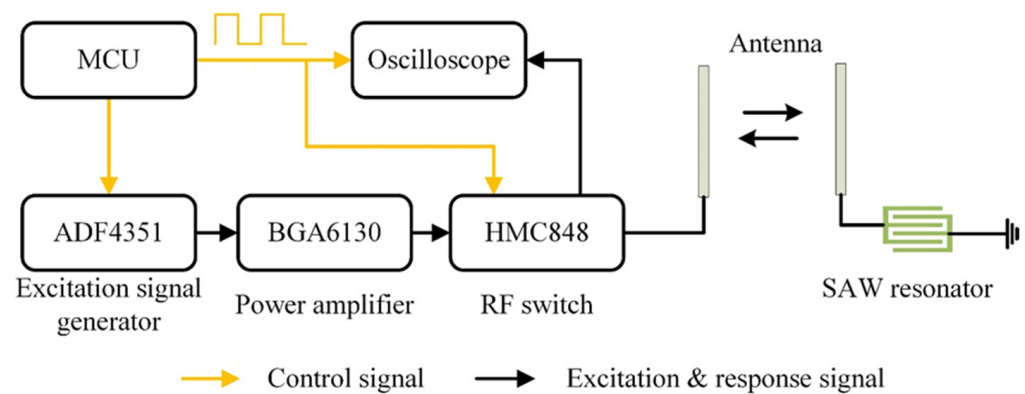 MCU
Oscilloscope
Antenna
ADF4351
BGA6130
HMC848
Excitation signal
generator
Power amplifier
RF switch
SAW resonator
Control signal
Excitation & response signal